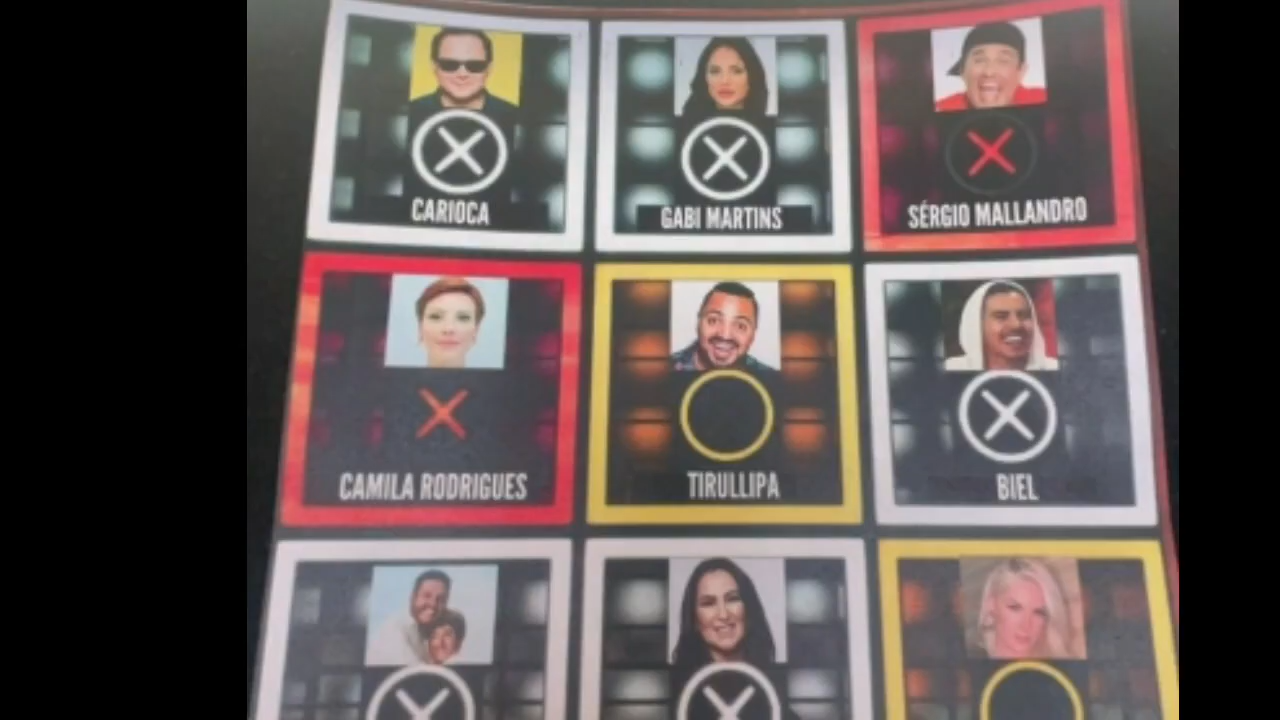 CARIOCA
GABI MARTINS
SÉRGIO MALLANDRO
CAMILA RODRIGUES
TIRULLIPA
BIEL